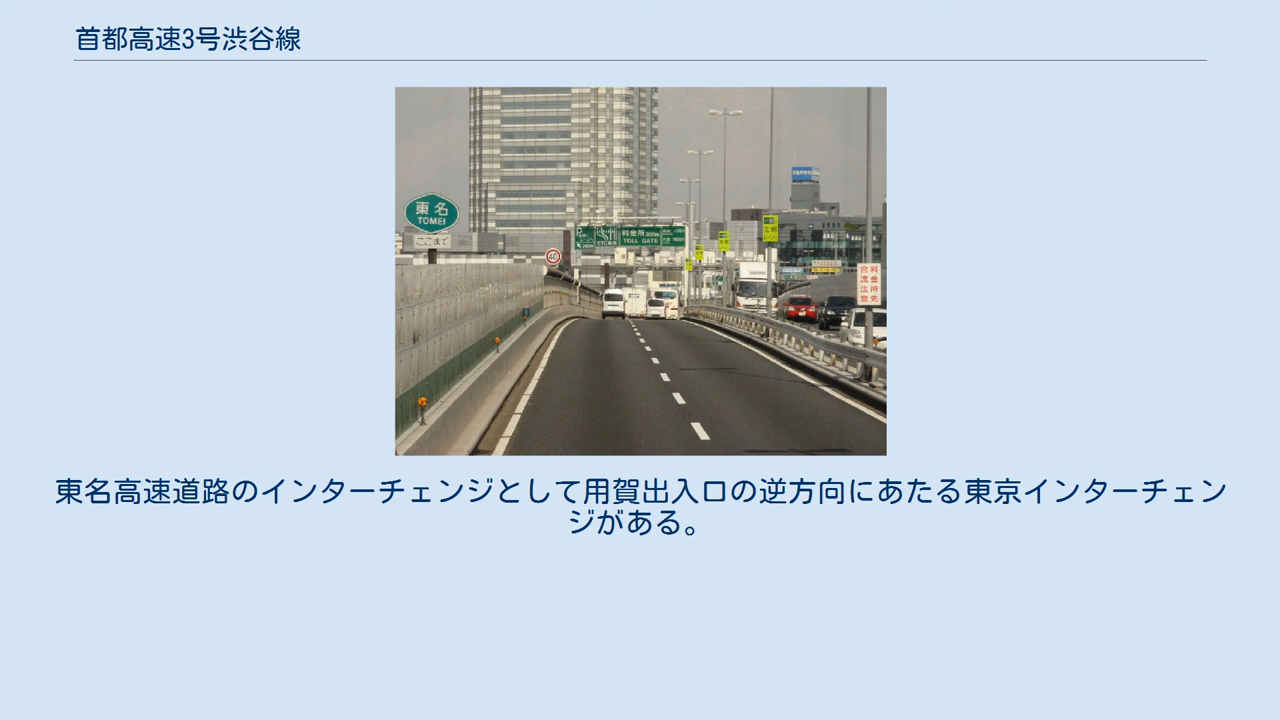 首都高速3号渋谷線
東名
TOMEI
ここまで
40
料金所 300m
TOLL GATE
料金所先
合流注意
東名高速道路のインターチェンジとして用賀出入口の逆方向にあたる東京インターチェン
ジがある。